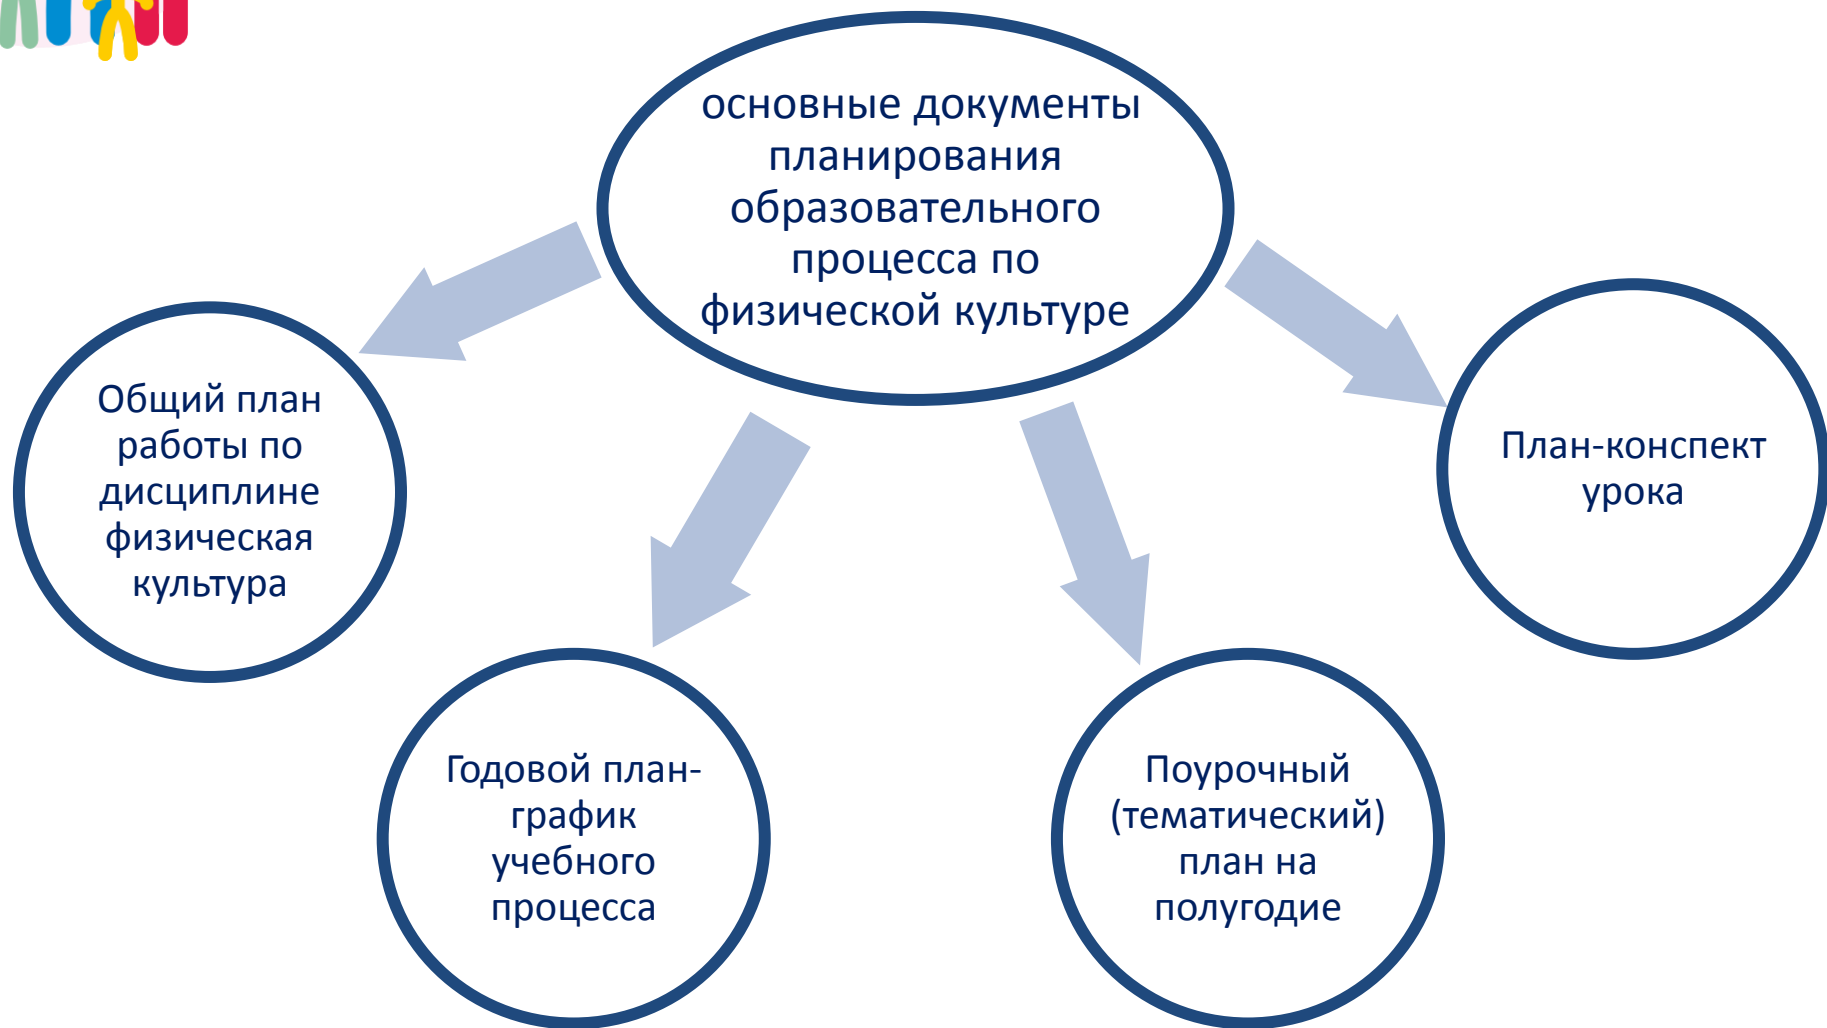 основные документы
планирования
образовательного
процесса по
физической культуре
Общий план
работы по
дисциплине
физическая
культура
Годовой план-
график
учебного
процесса
Поурочный
(тематический)
план на
полугодие
План-конспект
урока